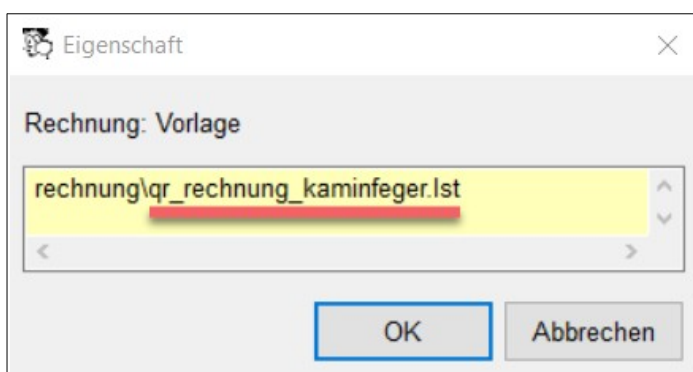 Eigenschaft
Rechnung: Vorlage
rechnung\qr_rechnung_kaminfeger.lst
OK
Abbrechen